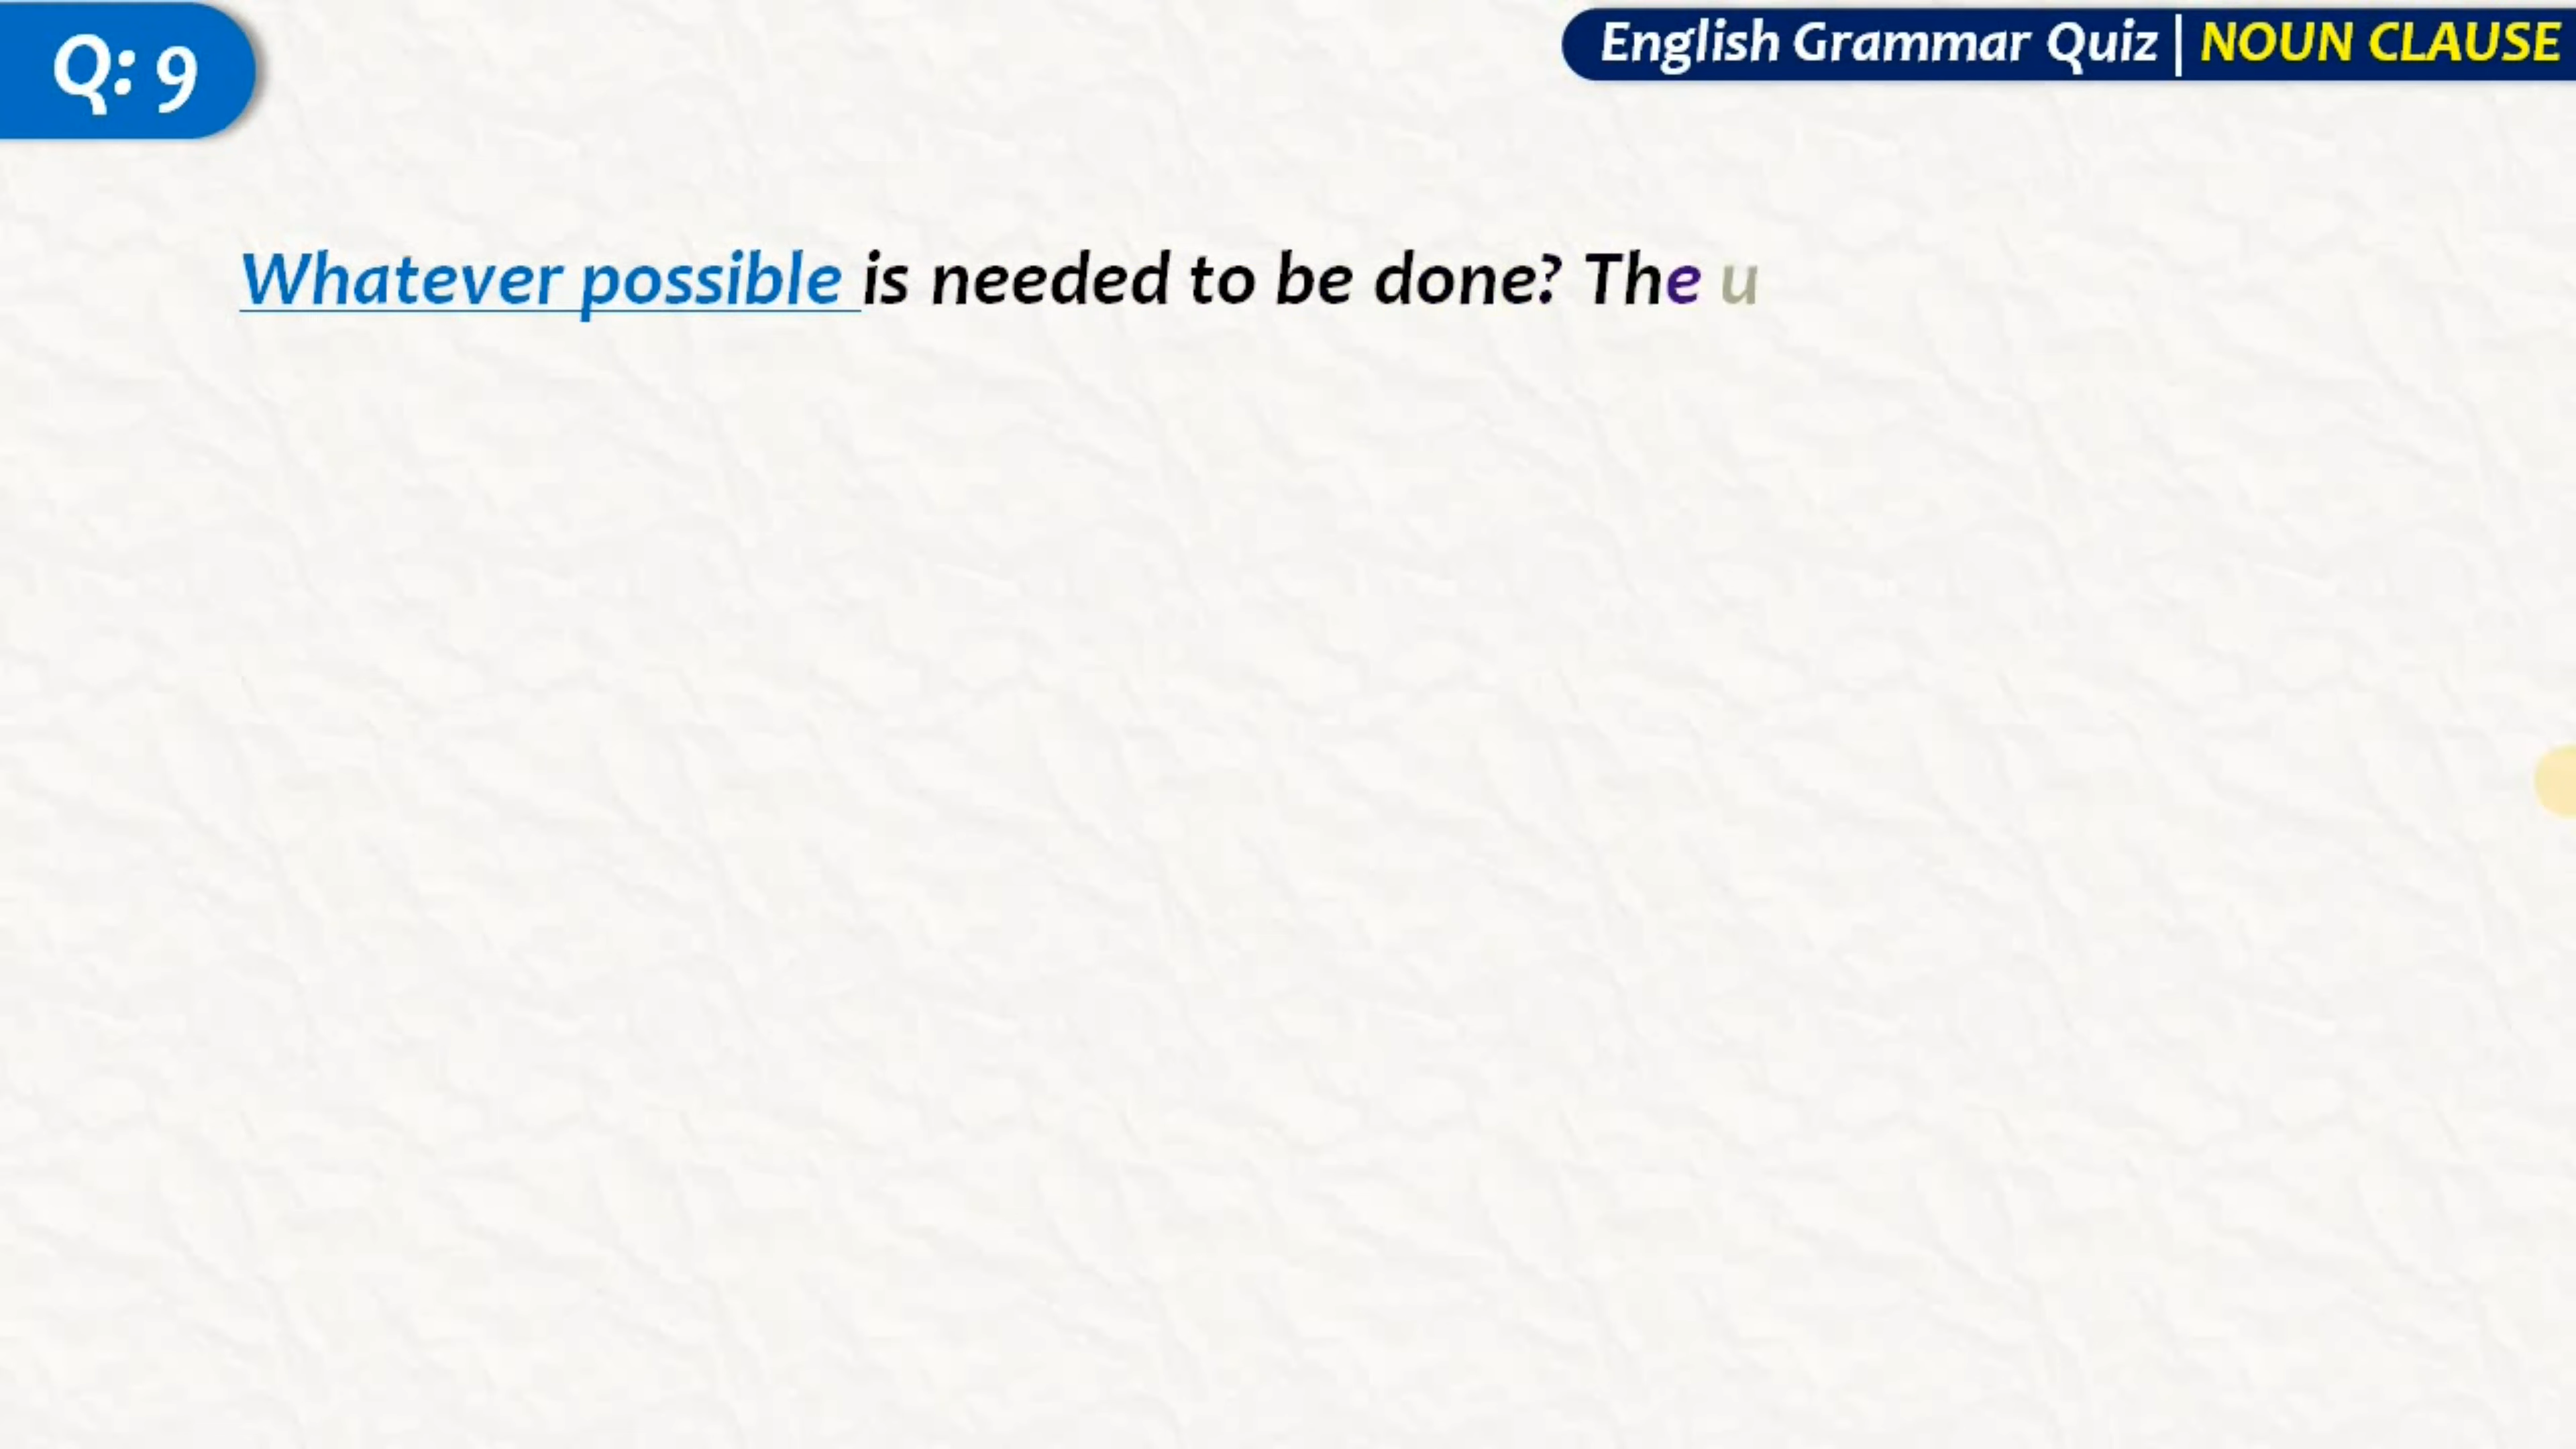 Q: 9
English Grammar Quiz | NOUN CLAUSE
Whatever possible is needed to be done? The u